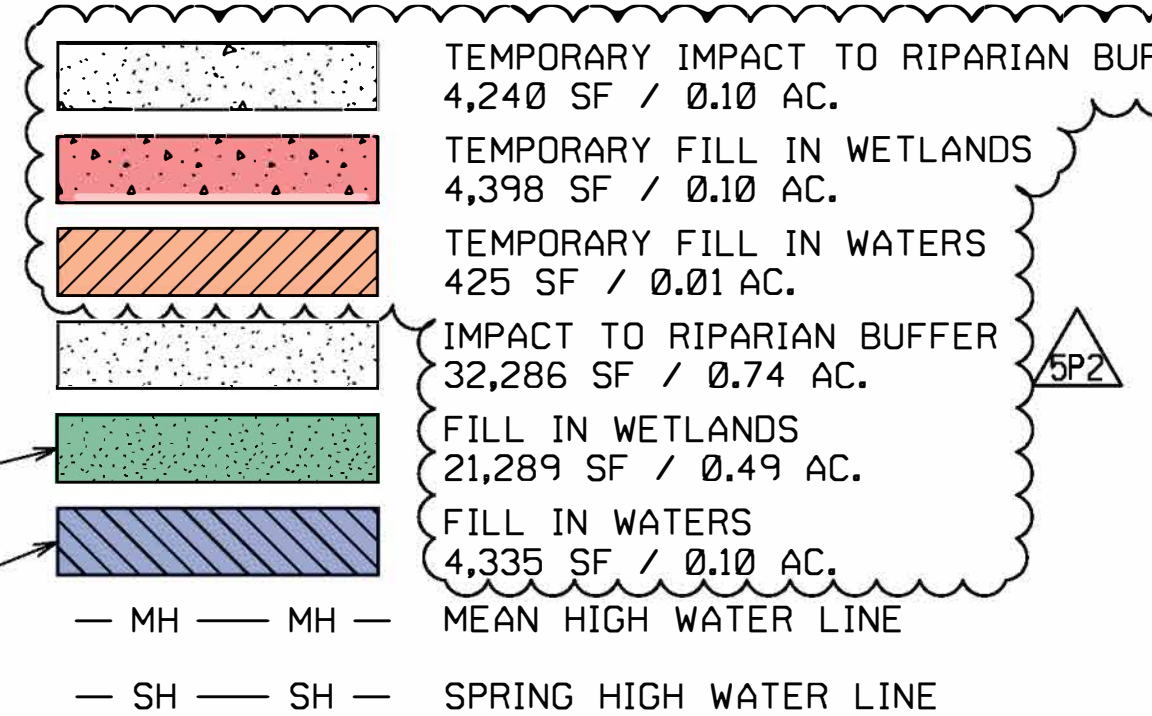 TEMPORARY IMPACT TO RIPARIAN
4,240 SF / 0.10 AC.
TEMPORARY FILL IN WETLANDS
4,398 SF / 0.10 AC.
TEMPORARY FILL IN WATERS
425 SF / 0.01 AC.
IMPACT TO RIPARIAN BUFFER
32,286 SF / 0.74 AC.
5P2
FILL IN WETLANDS
21,289 SF / 0.49 AC.
FILL IN WATERS
4,335 SF / 0.10 AC.
— MH — MH — MEAN HIGH WATER LINE
— SH — SH — SPRING HIGH WATER LINE